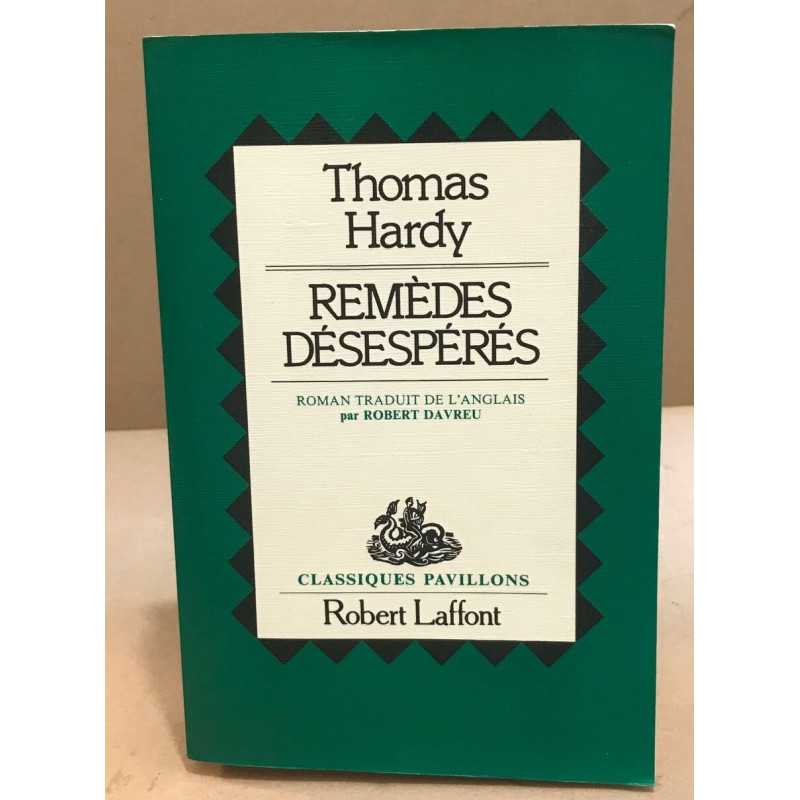 Thomas
Hardy
REMÈDES
DÉSESPÉRÉS
ROMAN TRADUIT DE L'ANGLAIS
par ROBERT DAVREU
CLASSIQUES PAVILLONS
Robert Laffont